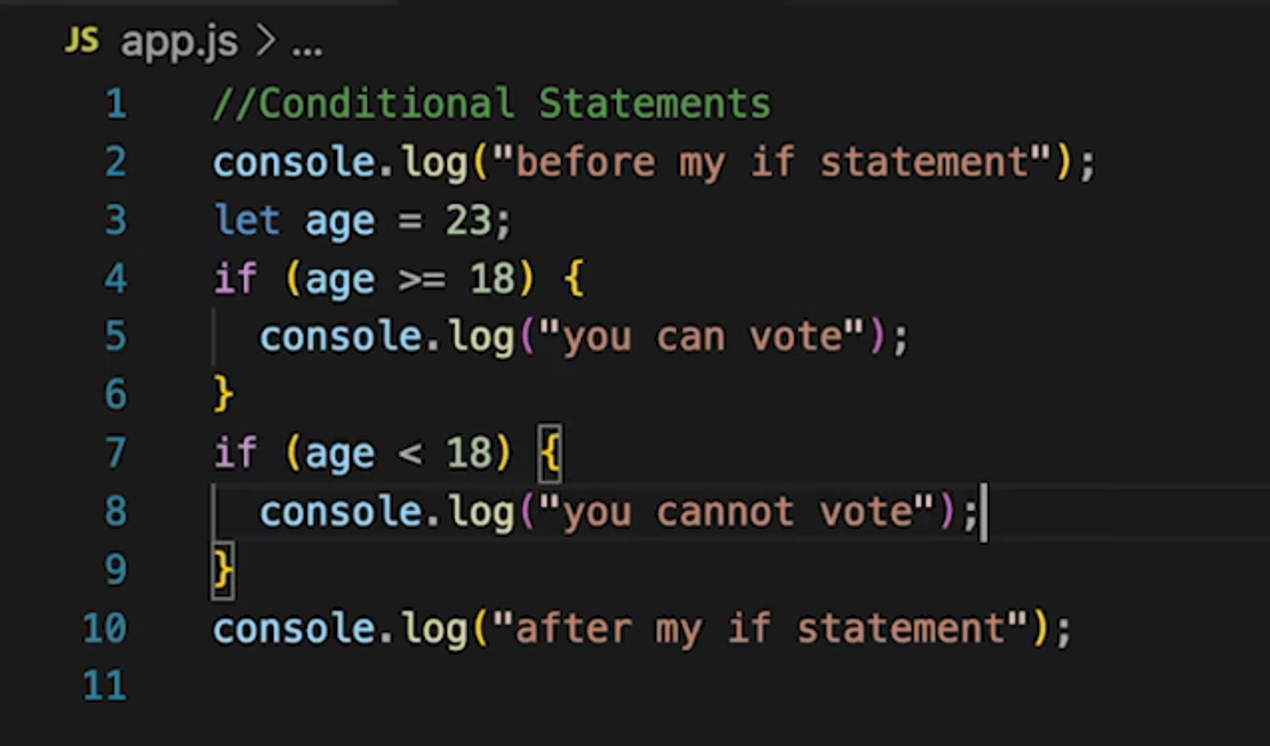 JS app.js > ...
1 //Conditional Statements
2 console.log("before my if statement");
3 let age = 23;
4 if (age >= 18) {
5   console.log("you can vote");
6 }
7 if (age < 18) {
8   console.log("you cannot vote");
9 }
10 console.log("after my if statement");
11